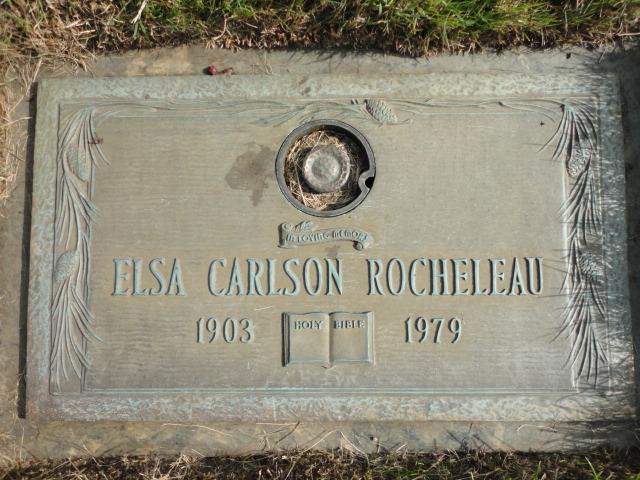 IN LOVING MEMORY
ELSA CARLSON ROCHELEAU
1903 HOLY BIBLE 1979